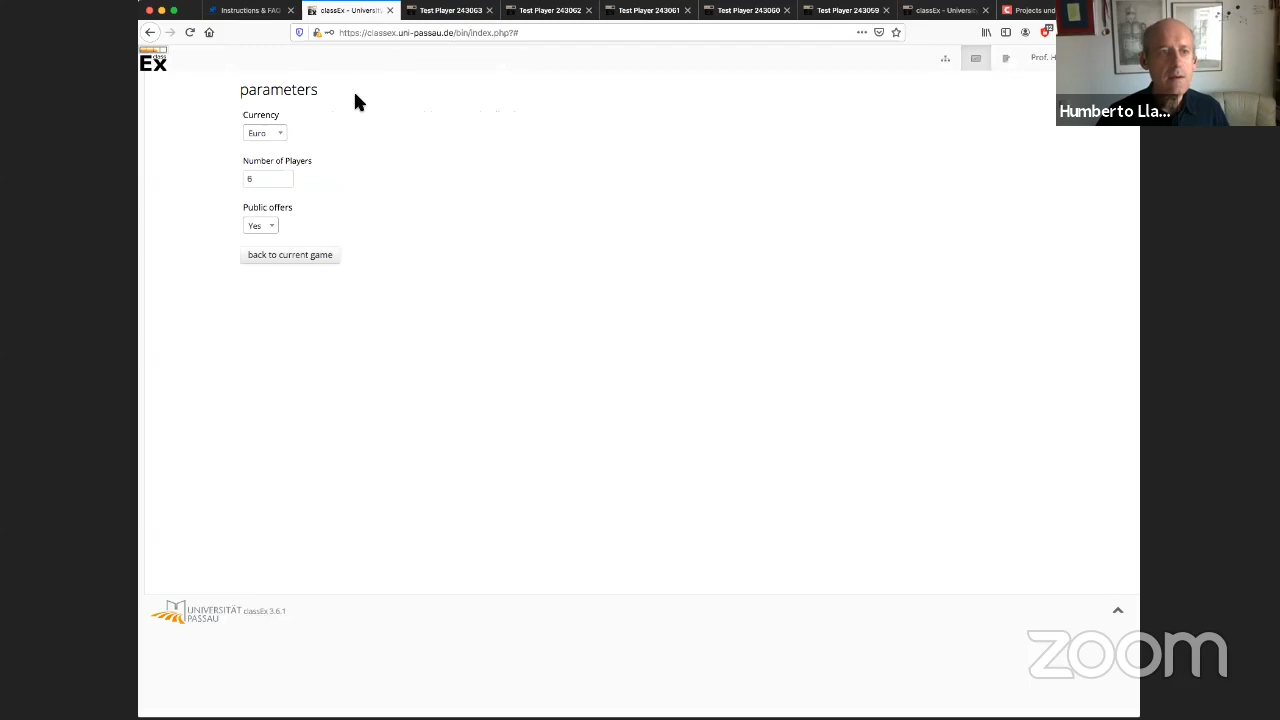 Instructions & FAQ
classEx - Universit
Test Player 243063
Test Player 243062
Test Player 243061
Test Player 243060
Test Player 243059
classEx - Universit
Projects und
https://classex.uni-passau.de/bin/index.php?#
class
Ex
Prof. H
Humberto Lla...
parameters
Currency
Euro
Number of Players
6
Public offers
Yes
back to current game
UNIVERSITÄT
PASSAU
classEx 3.6.1
zoom